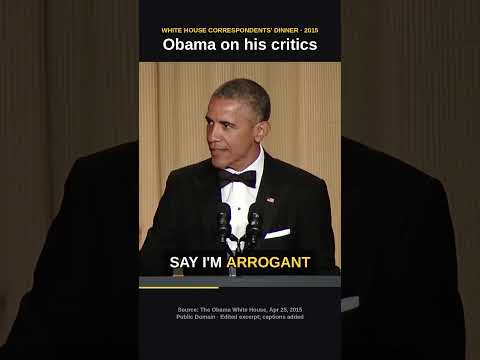 WHITE HOUSE CORRESPONDENTS' DINNER · 2015
Obama on his critics
SAY I'M ARROGANT
Source: The Obama White House, Apr 25, 2015
Public Domain · Edited excerpt; captions added